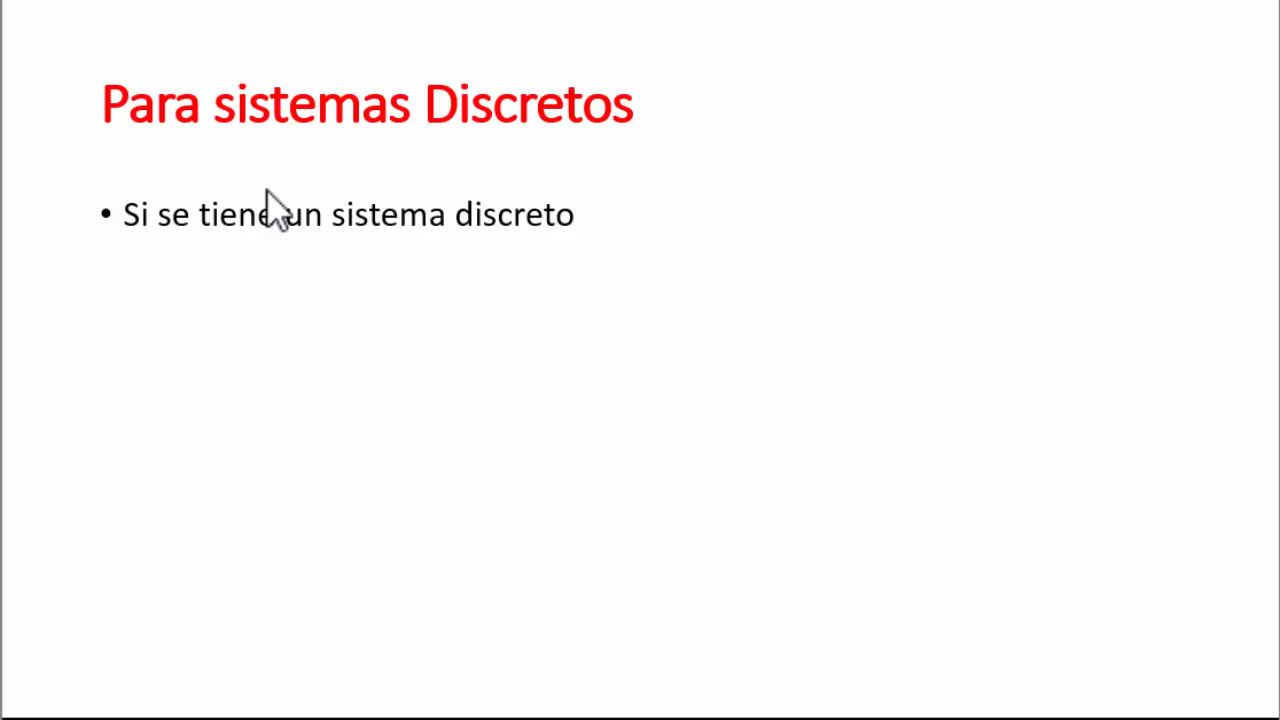 Para sistemas Discretos
• Si se tiene un sistema discreto